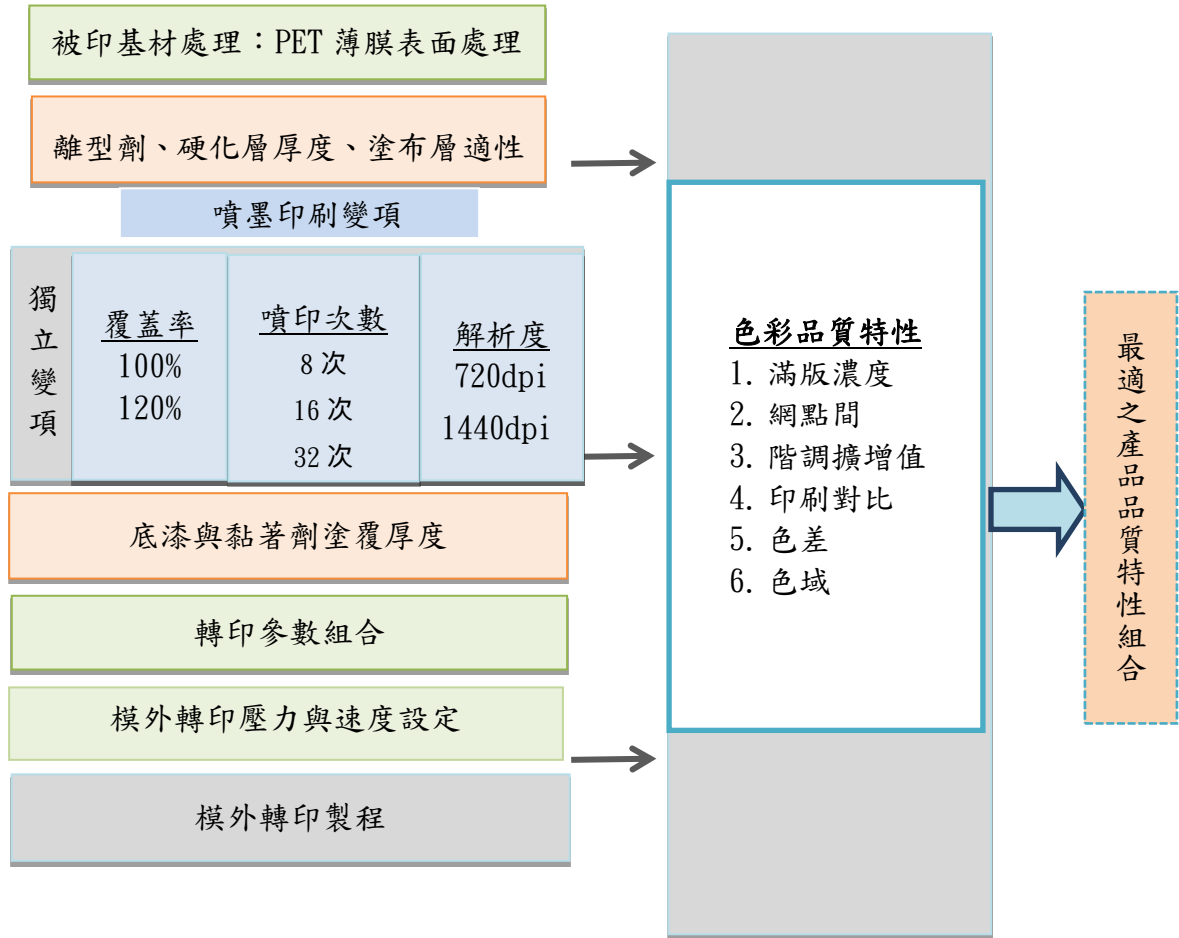 被印基材處理：PET 薄膜表面處理
離型劑、硬化層厚度、塗布層適性
噴墨印刷變項
獨立變項
覆蓋率
100%
120%
噴印次數
8 次
16 次
32 次
解析度
720dpi
1440dpi
底漆與黏著劑塗覆厚度
轉印參數組合
模外轉印壓力與速度設定
模外轉印製程
色彩品質特性
1. 滿版濃度
2. 網點間
3. 階調擴增值
4. 印刷對比
5. 色差
6. 色域
最適之產品品質特性組合